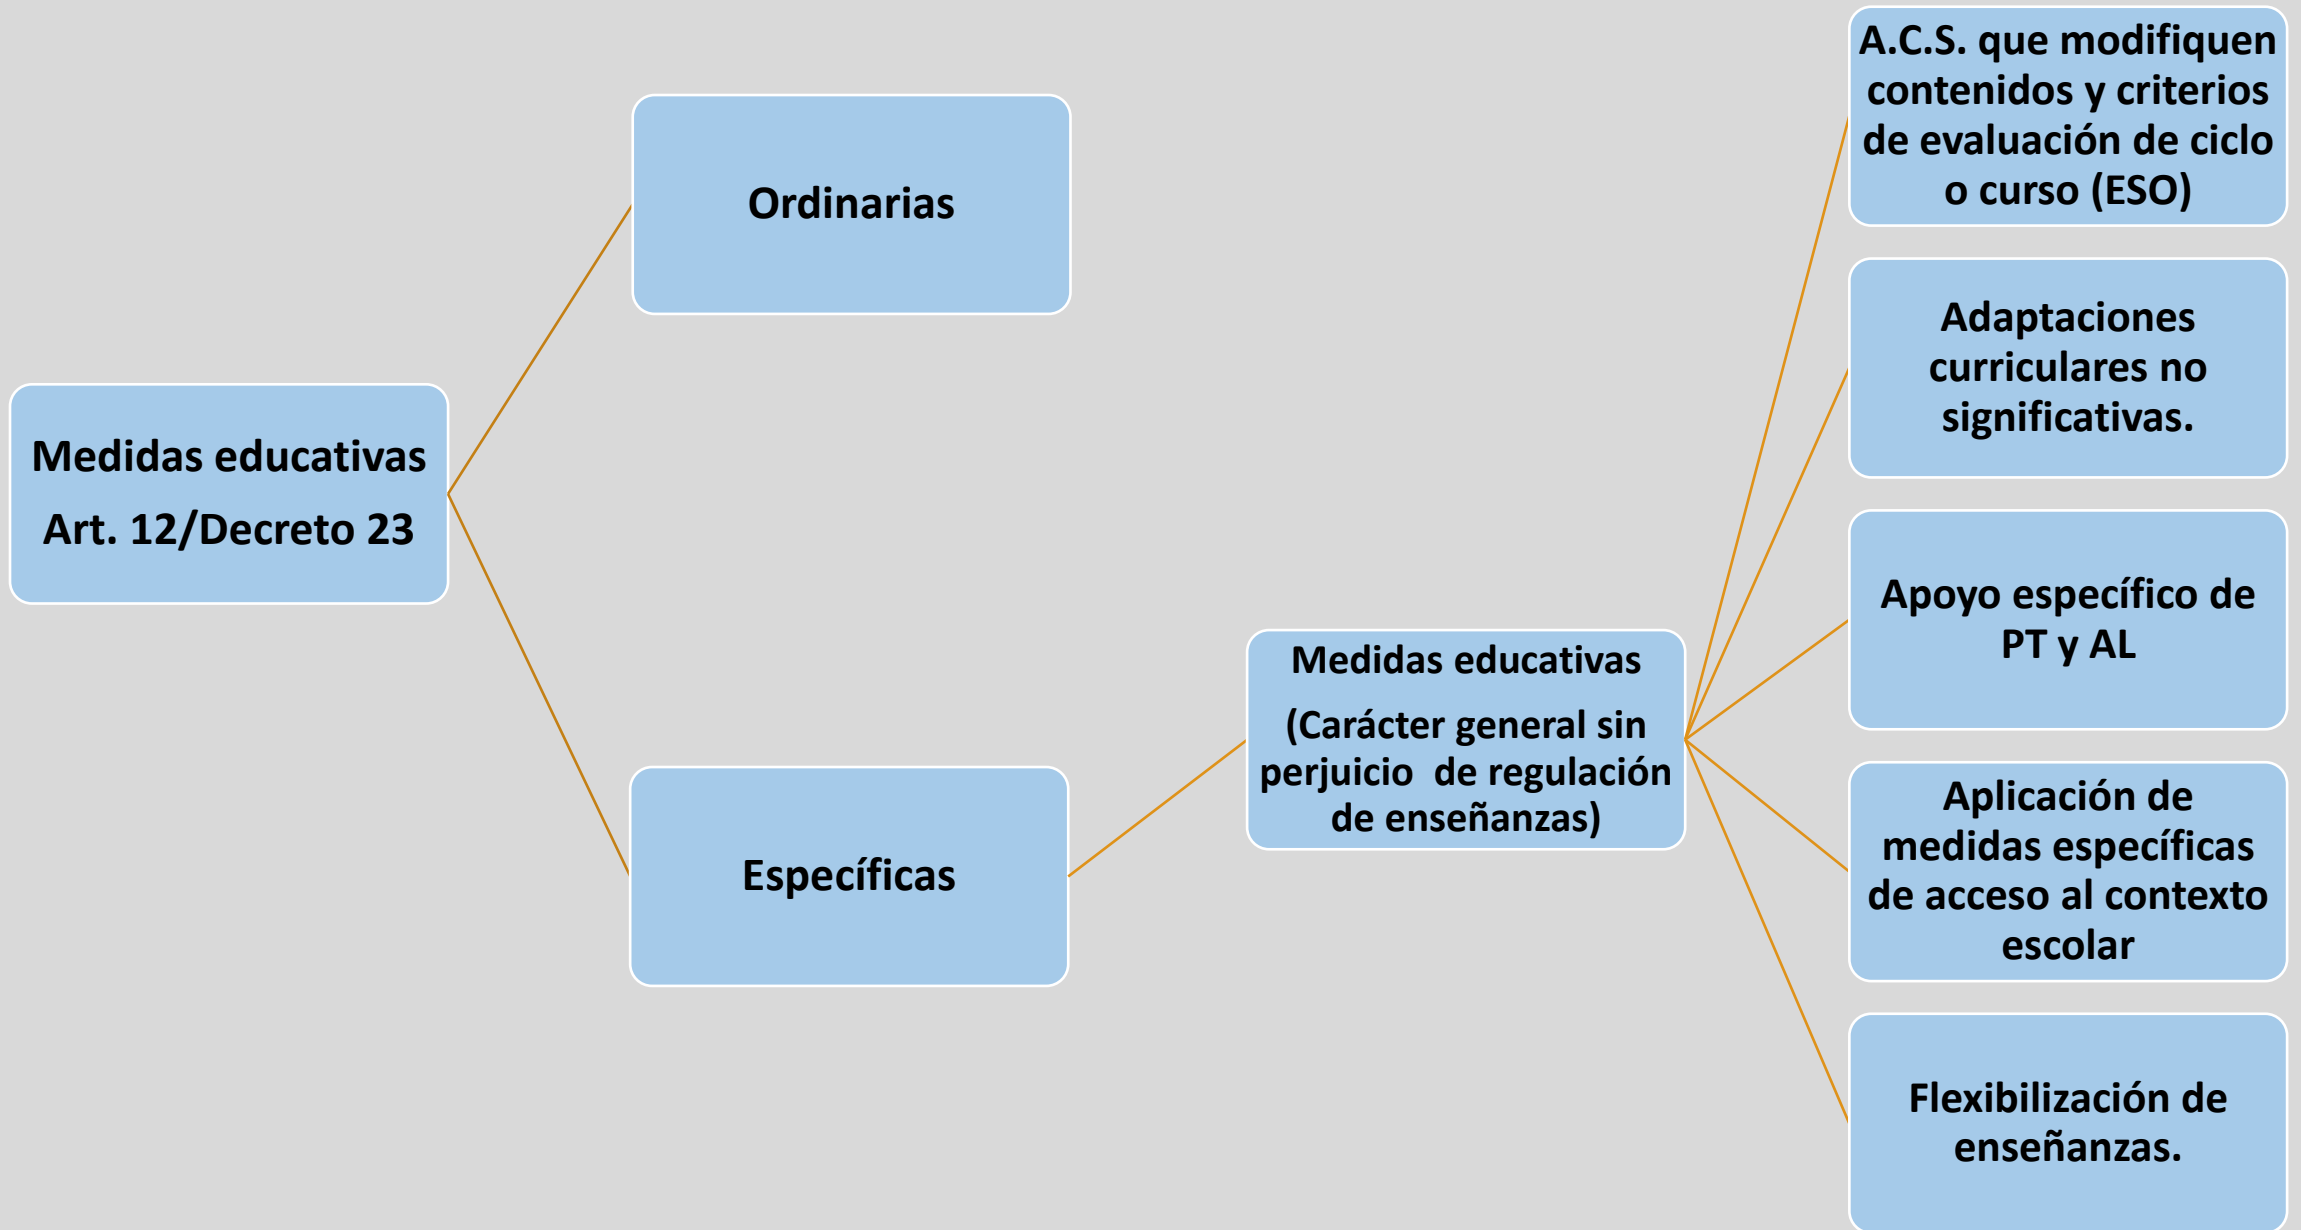 Medidas educativas
Art. 12/Decreto 23
Ordinarias
Específicas
Medidas educativas
(Carácter general sin
perjuicio  de regulación
de enseñanzas)
A.C.S. que modifiquen
contenidos y criterios
de evaluación de ciclo
o curso (ESO)
Adaptaciones
curriculares no
significativas.
Apoyo específico de
PT y AL
Aplicación de
medidas específicas
de acceso al contexto
escolar
Flexibilización de
enseñanzas.